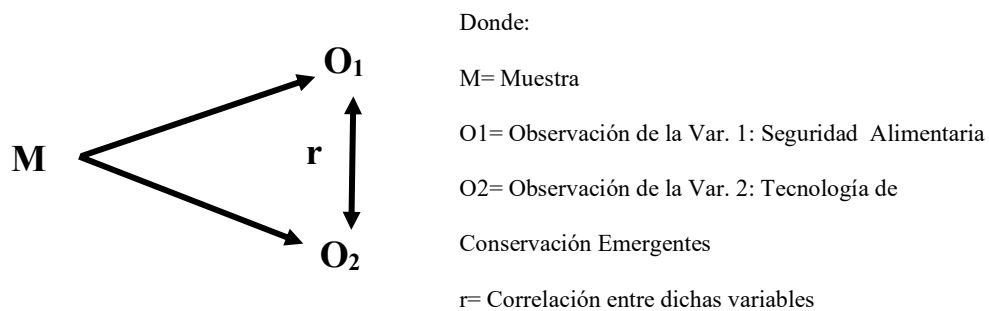 O₁
M
r
O₂
Donde:
M= Muestra
O1= Observación de la Var. 1: Seguridad Alimentaria
O2= Observación de la Var. 2: Tecnología de
Conservación Emergentes
r= Correlación entre dichas variables